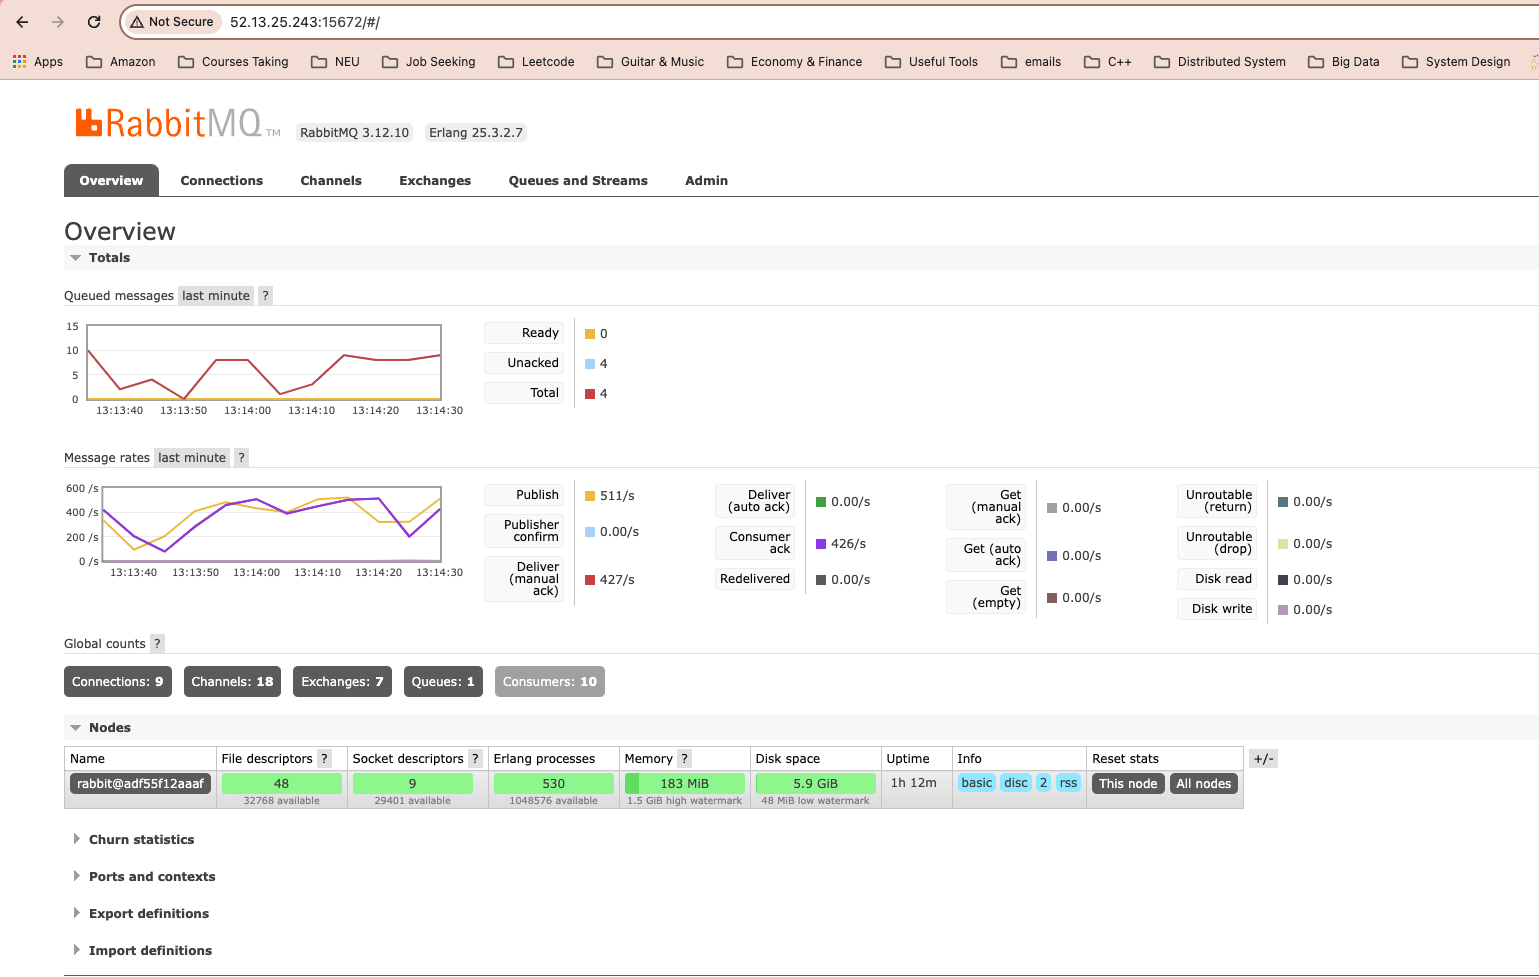 Not Secure 52.13.25.243:15672/#/
Apps Amazon Courses Taking NEU Job Seeking Leetcode Guitar & Music Economy & Finance Useful Tools emails C++ Distributed System Big Data System Design
RabbitMQ TM RabbitMQ 3.12.10 Erlang 25.3.2.7
Overview Connections Channels Exchanges Queues and Streams Admin
Overview
Totals
Queued messages last minute ?
15
10
5
0
13:13:40 13:13:50 13:14:00 13:14:10 13:14:20 13:14:30
Ready 0
Unacked 4
Total 4
Message rates last minute ?
600 /s
400 /s
200 /s
0 /s
13:13:40 13:13:50 13:14:00 13:14:10 13:14:20 13:14:30
Publish 511/s
Publisher
confirm 0.00/s
Deliver
(manual
ack) 427/s
Deliver
(auto ack) 0.00/s
Consumer
ack 426/s
Redelivered 0.00/s
Get
(manual
ack) 0.00/s
Get (auto
ack) 0.00/s
Get
(empty) 0.00/s
Unroutable
(return) 0.00/s
Unroutable
(drop) 0.00/s
Disk read 0.00/s
Disk write 0.00/s
Global counts ?
Connections: 9 Channels: 18 Exchanges: 7 Queues: 1 Consumers: 10
Nodes
Name File descriptors ? Socket descriptors ? Erlang processes Memory ? Disk space Uptime Info Reset stats +/-
rabbit@adf55f12aaaf 48 9 530 183 MiB 5.9 GiB 1h 12m basic disc 2 rss This node All nodes
32768 available 29401 available 1048576 available 1.5 GiB high watermark 48 MiB low watermark
Churn statistics
Ports and contexts
Export definitions
Import definitions